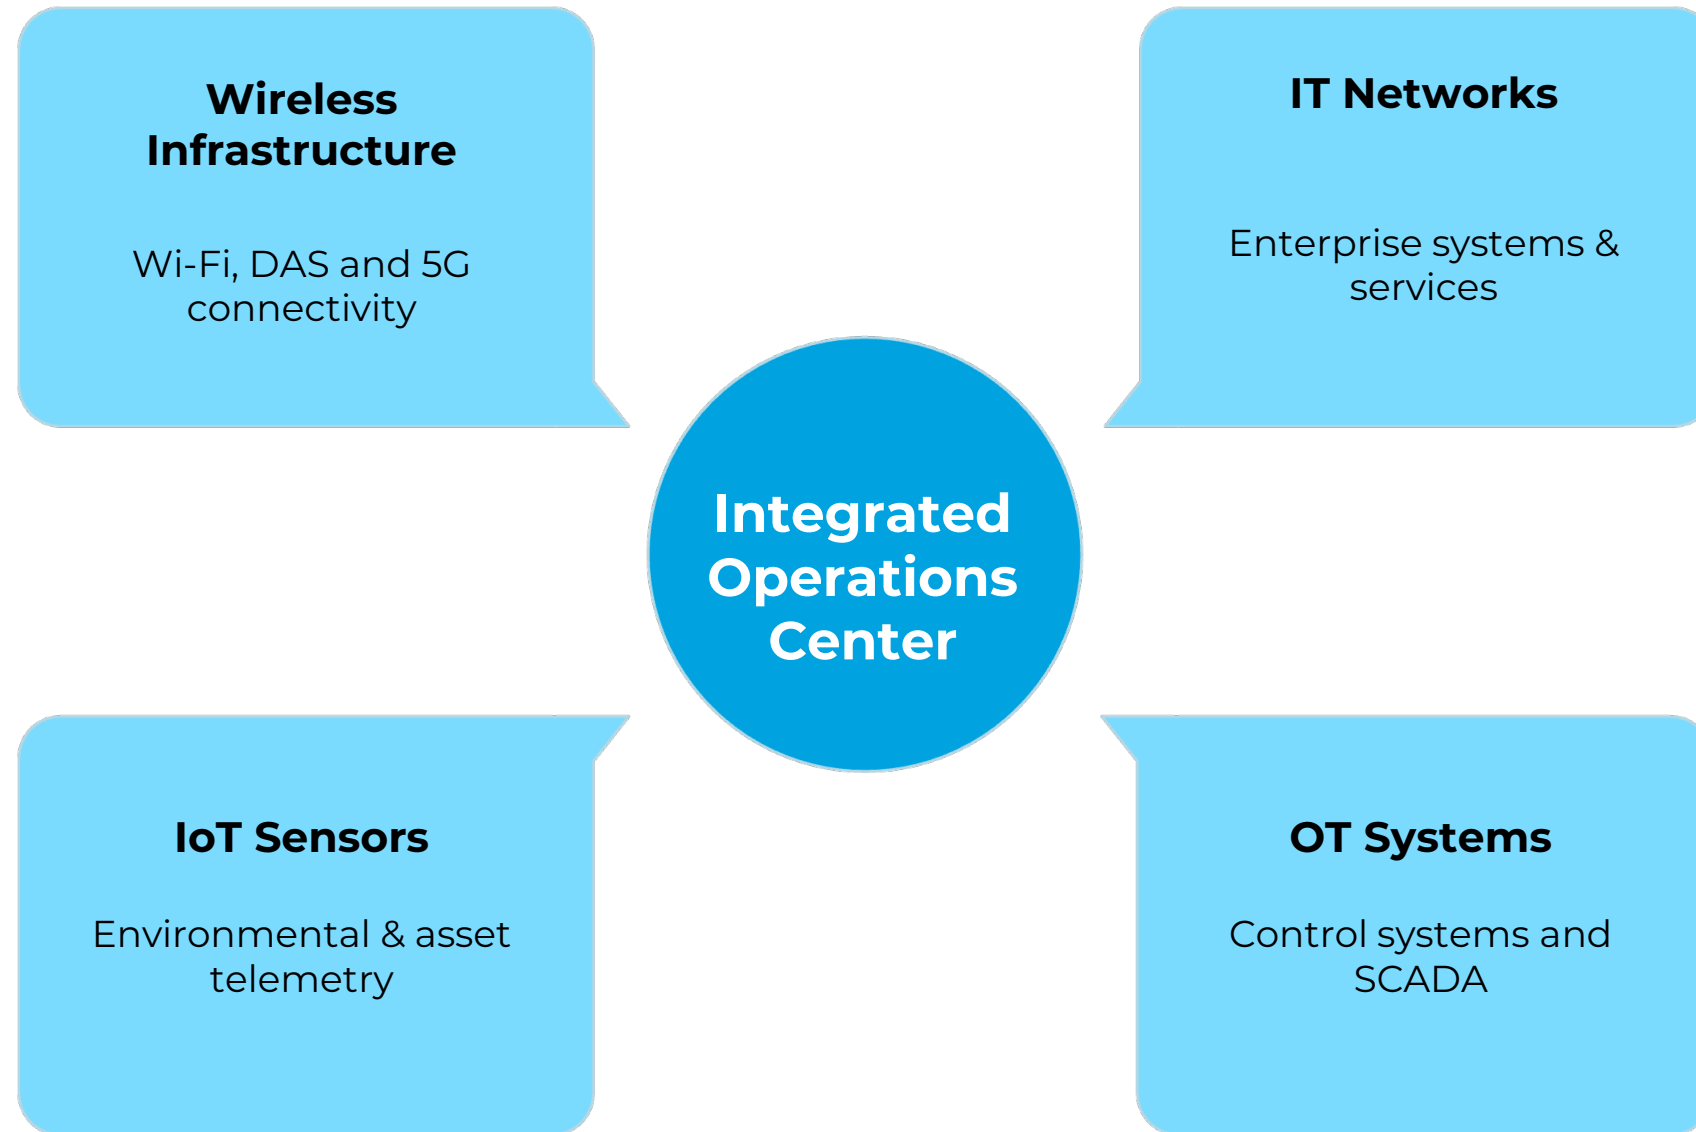 Wireless
Infrastructure
Wi-Fi, DAS and 5G
connectivity
IT Networks
Enterprise systems &
services
Integrated
Operations
Center
IoT Sensors
Environmental & asset
telemetry
OT Systems
Control systems and
SCADA